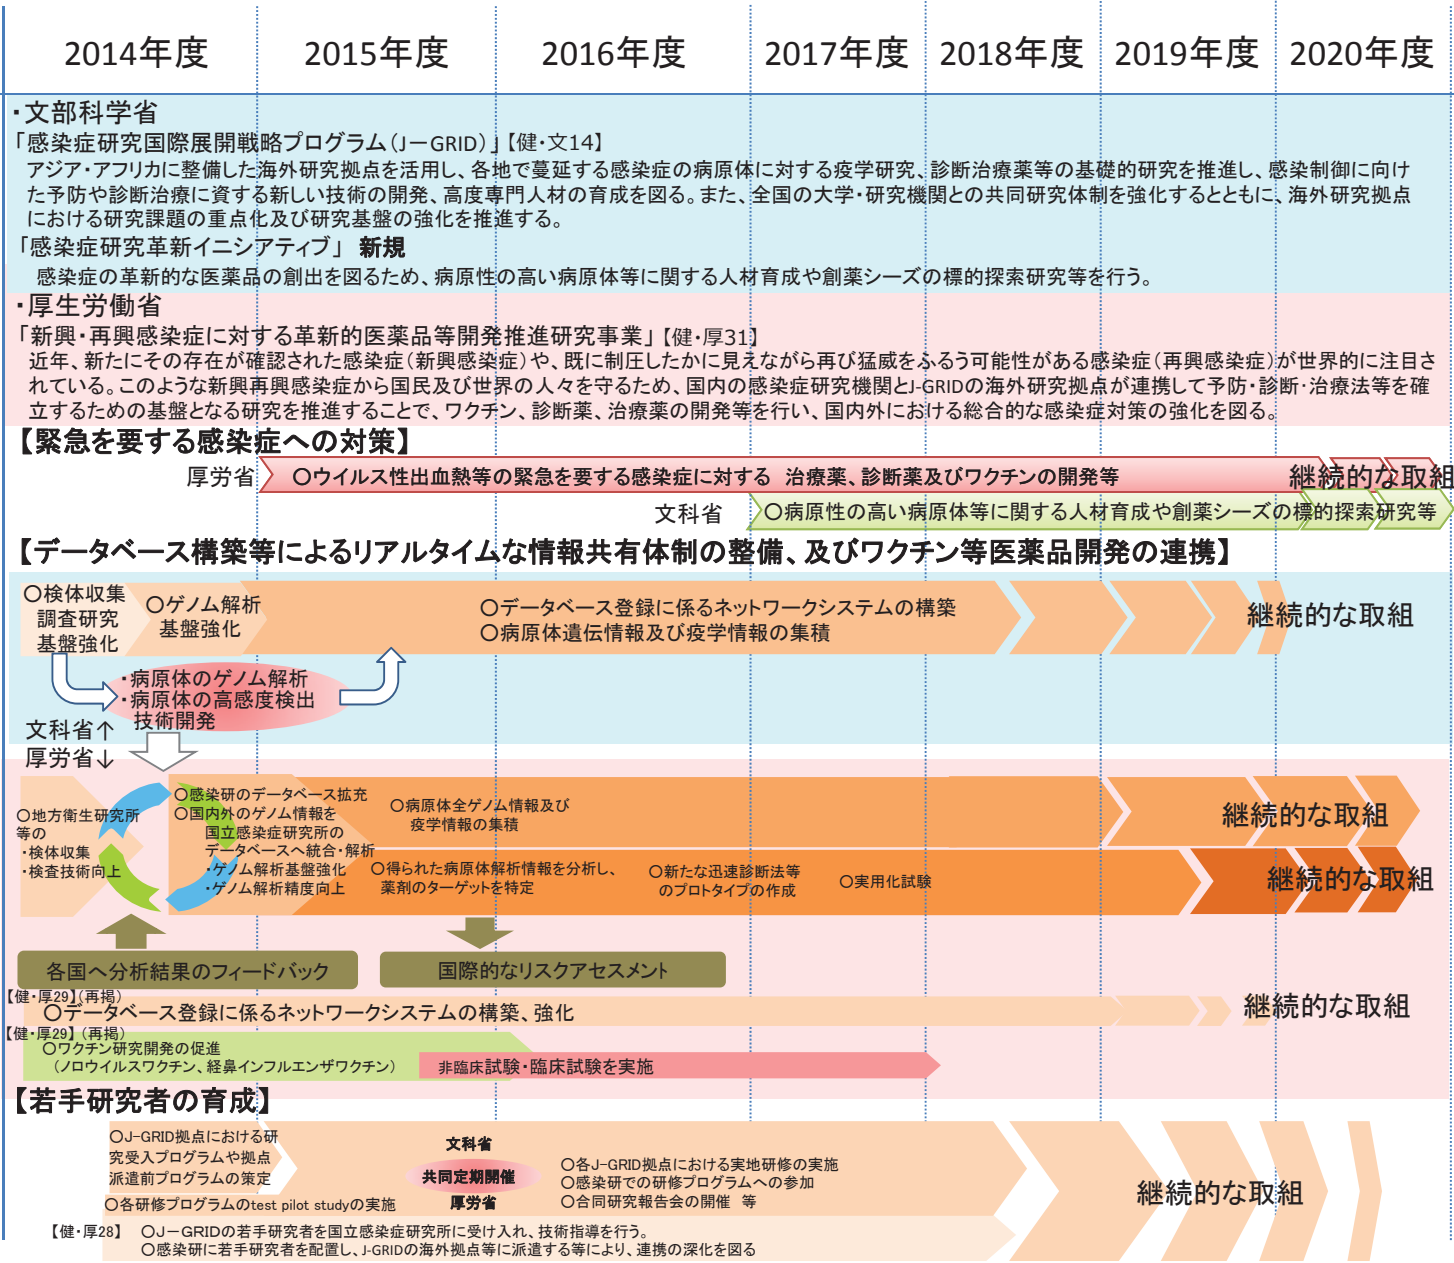 2014年度 2015年度 2016年度 2017年度 2018年度 2019年度 2020年度
・文部科学省
「感染症研究国際展開戦略プログラム（J－GRID）」【健・文14】
アジア・アフリカに整備した海外研究拠点を活用し、各地で蔓延する感染症の病原体に対する疫学研究、診断治療薬等の基礎的研究を推進し、感染制御に向け
た予防や診断治療に資する新しい技術の開発、高度専門人材の育成を図る。また、全国の大学・研究機関との共同研究体制を強化するとともに、海外研究拠点
における研究課題の重点化及び研究基盤の強化を推進する。
「感染症研究革新イニシアティブ」 新規
感染症の革新的な医薬品の創出を図るため、病原性の高い病原体等に関する人材育成や創薬シーズの標的探索研究等を行う。
・厚生労働省
「新興・再興感染症に対する革新的医薬品等開発推進研究事業」【健・厚31】
近年、新たにその存在が確認された感染症（新興感染症）や、既に制圧したかに見えながら再び猛威をふるう可能性がある感染症（再興感染症）が世界的に注目さ
れている。このような新興再興感染症から国民及び世界の人々を守るため、国内の感染症研究機関とJ-GRIDの海外研究拠点が連携して予防・診断・治療法等を確
立するための基盤となる研究を推進することで、ワクチン、診断薬、治療薬の開発等を行い、国内外における総合的な感染症対策の強化を図る。
【緊急を要する感染症への対策】
厚労省
○ウイルス性出血熱等の緊急を要する感染症に対する 治療薬、診断薬及びワクチンの開発等
継続的な取組
文科省
○病原性の高い病原体等に関する人材育成や創薬シーズの標的探索研究等
【データベース構築等によるリアルタイムな情報共有体制の整備、及びワクチン等医薬品開発の連携】
○検体収集
調査研究
基盤強化
○ゲノム解析
基盤強化
○データベース登録に係るネットワークシステムの構築
○病原体遺伝情報及び疫学情報の集積
継続的な取組
・病原体のゲノム解析
・病原体の高感度検出
技術開発
文科省↑
厚労省↓
○地方衛生研究所
等の
・検体収集
・検査技術向上
○感染研のデータベース拡充
○国内外のゲノム情報を
国立感染症研究所の
データベースへ統合・解析
・ゲノム解析基盤強化
・ゲノム解析精度向上
○病原体全ゲノム情報及び
疫学情報の集積
継続的な取組
○得られた病原体解析情報を分析し、
薬剤のターゲットを特定
○新たな迅速診断法等
のプロトタイプの作成
○実用化試験
継続的な取組
各国へ分析結果のフィードバック
国際的なリスクアセスメント
【健・厚29】（再掲）
○データベース登録に係るネットワークシステムの構築、強化
継続的な取組
【健・厚29】（再掲）
○ワクチン研究開発の促進
（ノロウイルスワクチン、経鼻インフルエンザワクチン）
非臨床試験・臨床試験を実施
【若手研究者の育成】
○J-GRID拠点における研
究受入プログラムや拠点
派遣前プログラムの策定
○各研修プログラムのtest pilot studyの実施
文科省
共同定期開催
厚労省
○各J-GRID拠点における実地研修の実施
○感染研での研修プログラムへの参加
○合同研究報告会の開催 等
継続的な取組
【健・厚28】 ○J－GRIDの若手研究者を国立感染症研究所に受け入れ、技術指導を行う。
○感染研に若手研究者を配置し、J-GRIDの海外拠点等に派遣する等により、連携の深化を図る